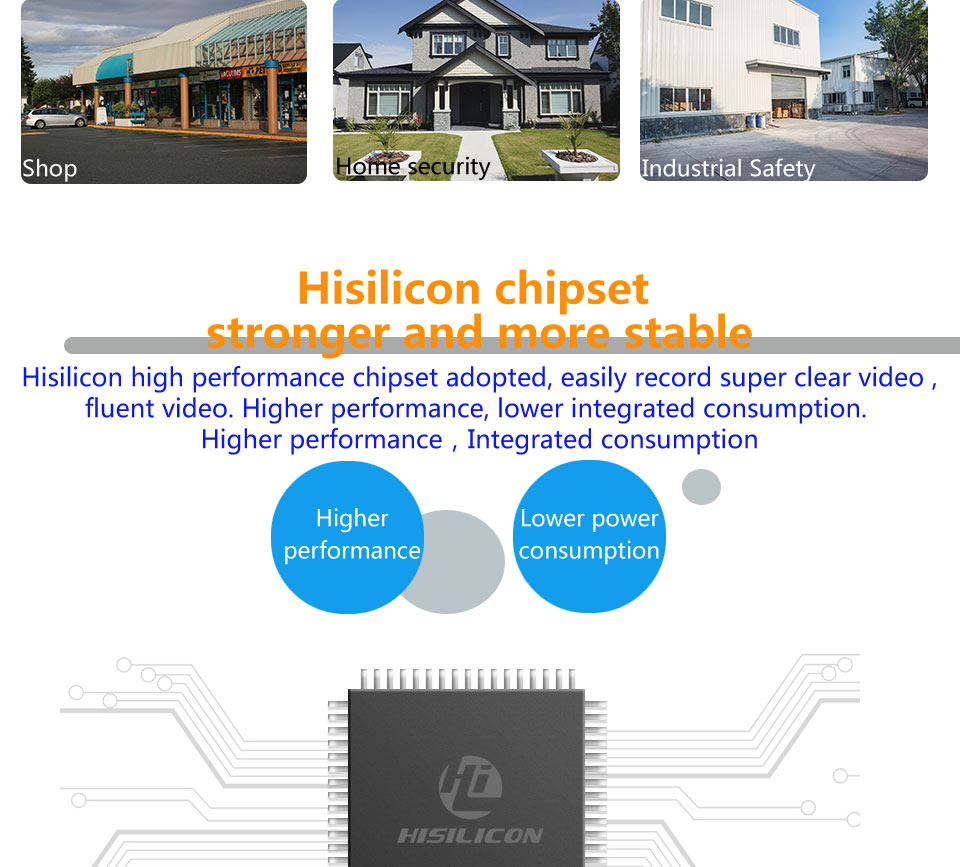 Shop
Home security
Industrial Safety
Hisilicon chipset
stronger and more stable
Hisilicon high performance chipset adopted, easily record super clear video ,
fluent video. Higher performance, lower integrated consumption.
Higher performance , Integrated consumption
Higher
performance
Lower power
consumption
HISILICON